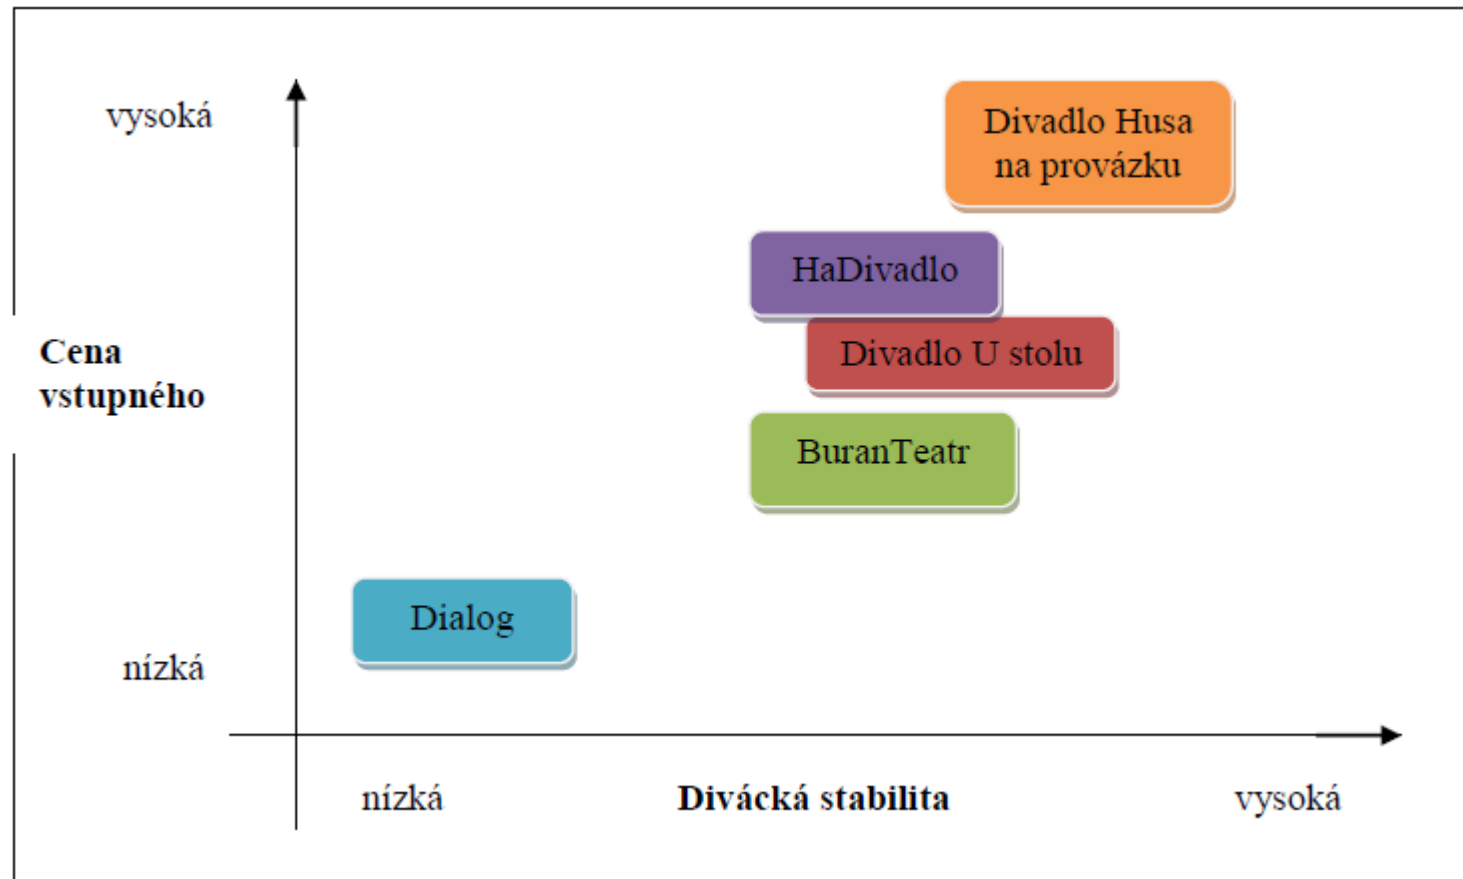 vysoká
Divadlo Husa
na provázku
HaDivadlo
Cena
vstupného
Divadlo U stolu
BuranTeatr
Dialog
nízká
nízká
Divácká stabilita
vysoká